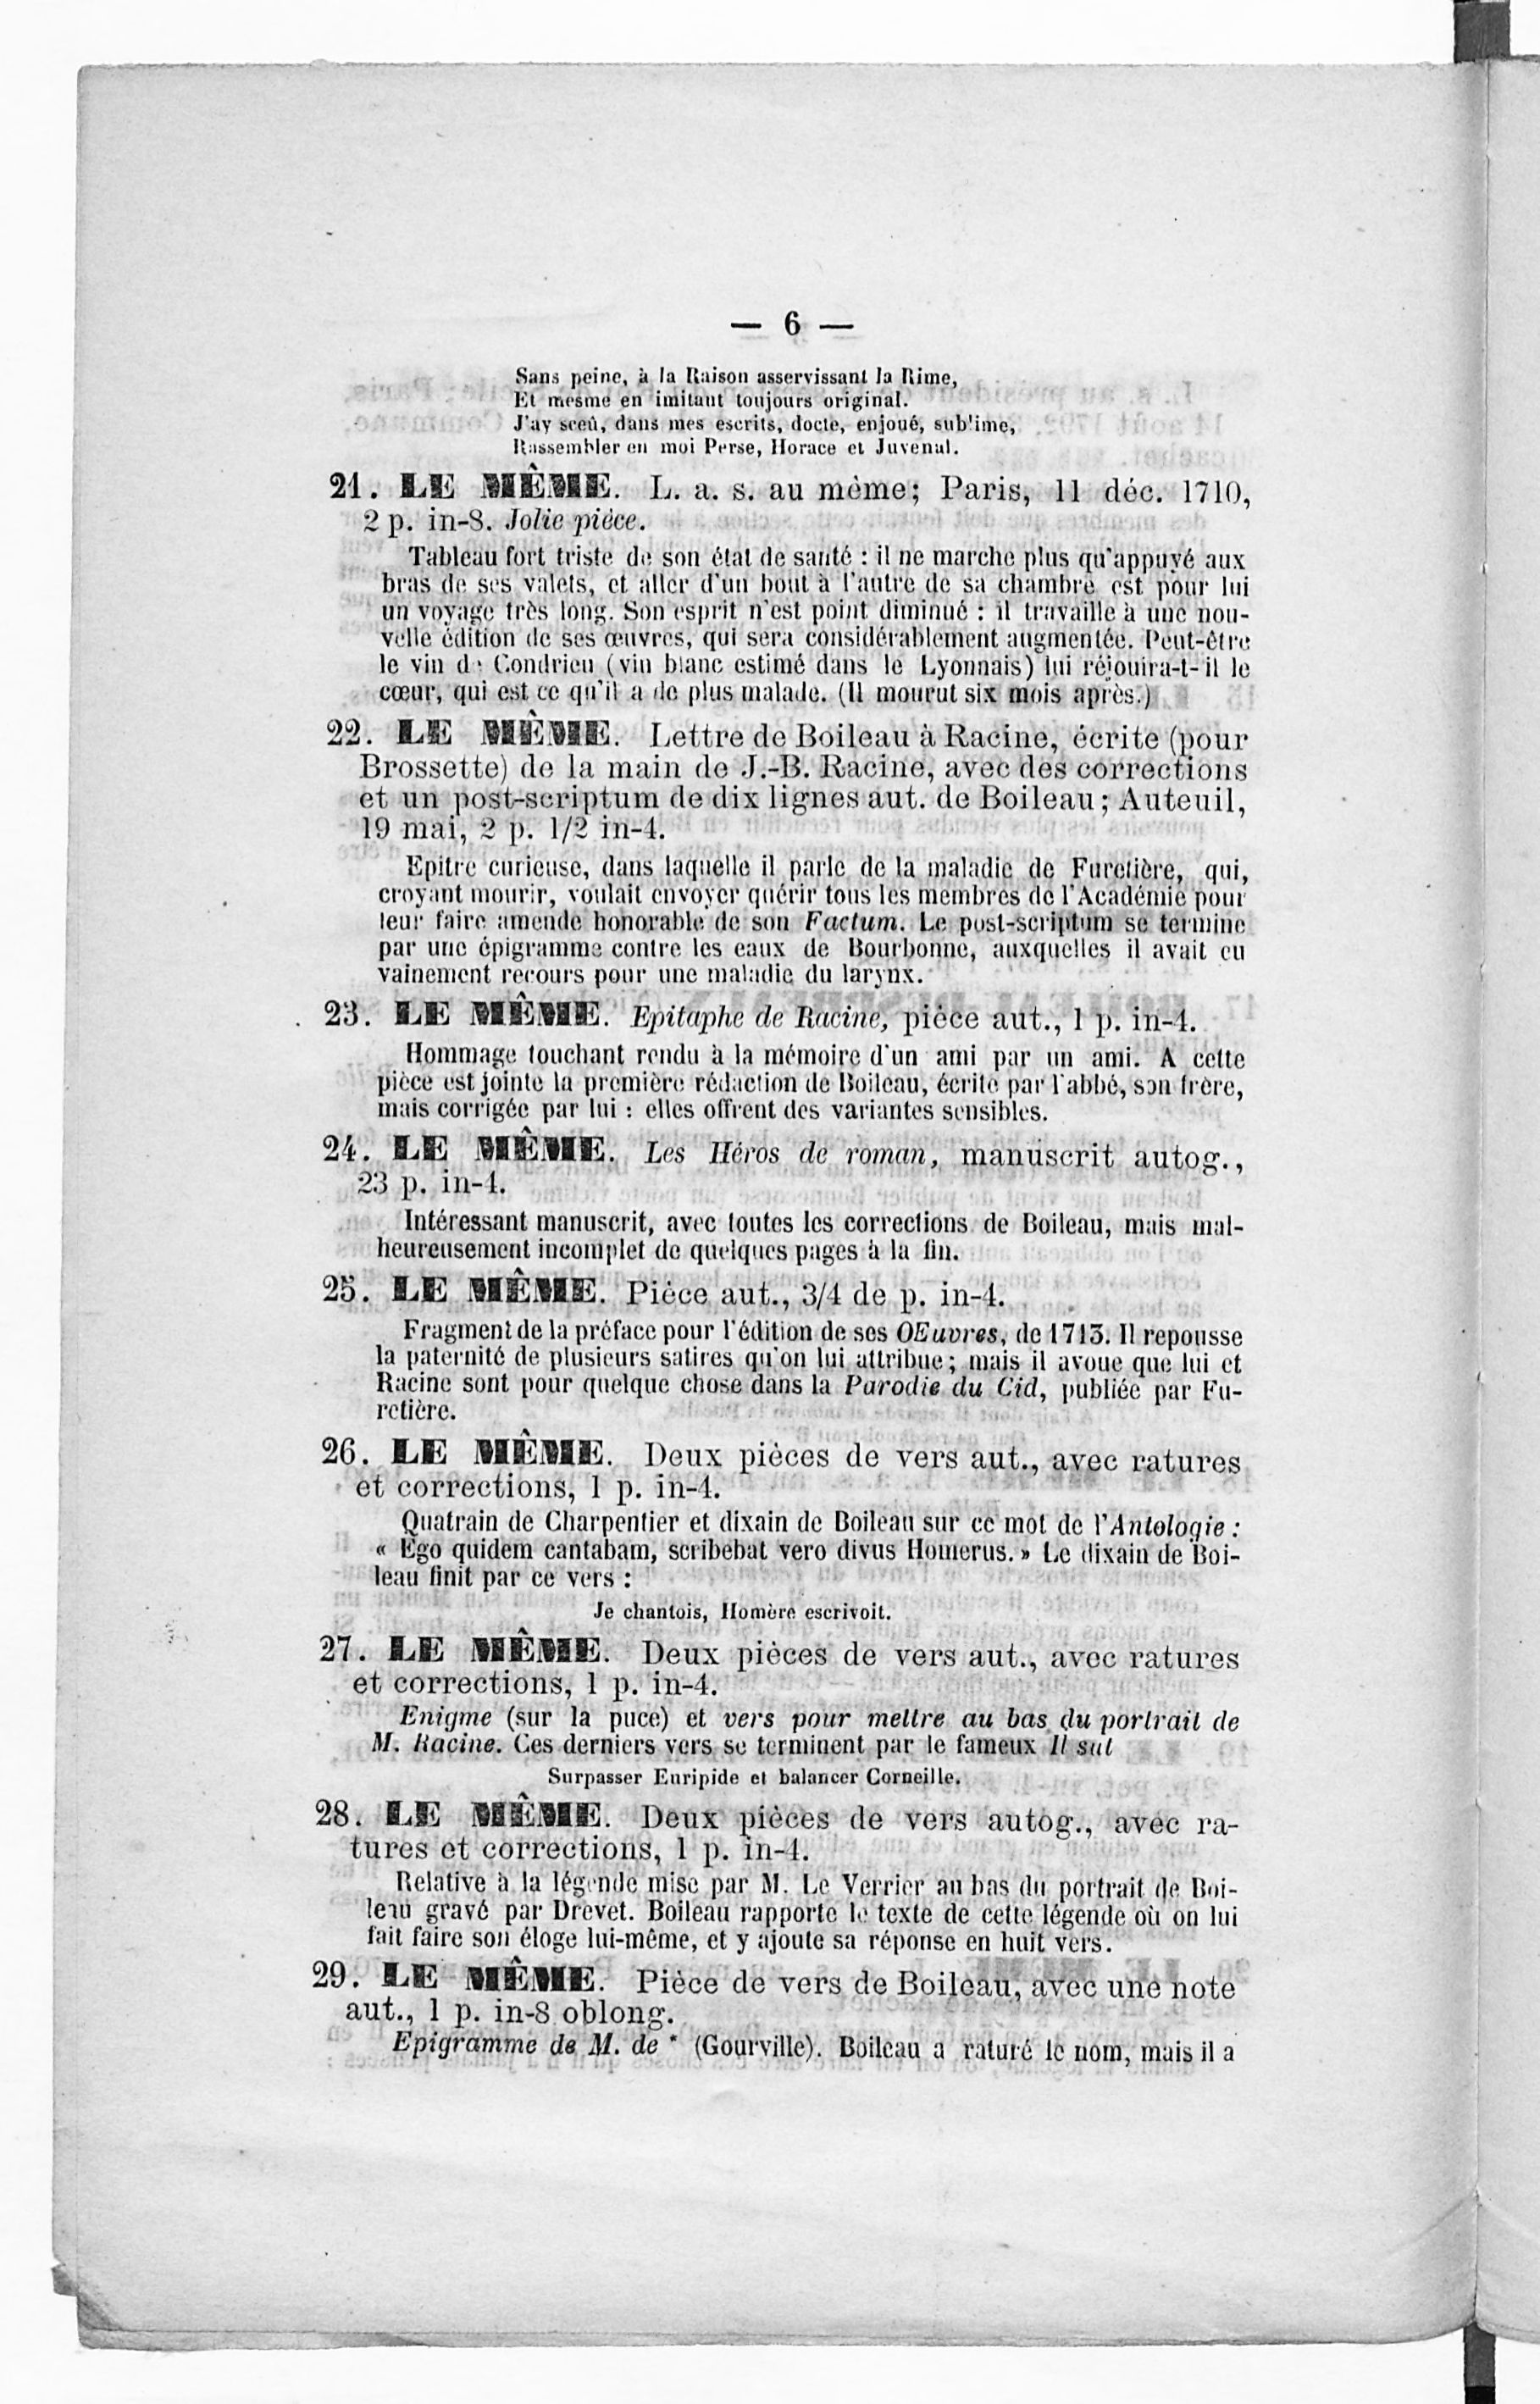 — 6 —
Sans peine, à la Raison asservissant la Rime,
Et mesme en imitant toujours original.
J'ay sceû, dans mes escrits, docte, enjoué, sublime,
Rassembler en moi Perse, Horace et Juvenal.
21. LE MÊME. L. a. s. au même; Paris, 11 déc. 1710,
2 p. in-8. Jolie pièce.
Tableau fort triste de son état de santé : il ne marche plus qu'appuyé aux
bras de ses valets, et aller d'un bout à l'autre de sa chambre est pour lui
un voyage très long. Son esprit n'est point diminué : il travaille à une nou-
velle édition de ses œuvres, qui sera considérablement augmentée. Peut-être
le vin de Condrieu (vin blanc estimé dans le Lyonnais) lui réjouira-t-il le
cœur, qui est ce qu'il a de plus malade. (Il mourut six mois après.)
22. LE MÊME. Lettre de Boileau à Racine, écrite (pour
Brossette) de la main de J.-B. Racine, avec des corrections
et un post-scriptum de dix lignes aut. de Boileau; Auteuil,
19 mai, 2 p. 1/2 in-4.
Epitre curieuse, dans laquelle il parle de la maladie de Furetière, qui,
croyant mourir, voulait envoyer quérir tous les membres de l'Académie pour
leur faire amende honorable de son Factum. Le post-scriptum se termine
par une épigramme contre les eaux de Bourbonne, auxquelles il avait eu
vainement recours pour une maladie du larynx.
23. LE MÊME. Epitaphe de Racine, pièce aut., 1 p. in-4.
Hommage touchant rendu à la mémoire d'un ami par un ami. A cette
pièce est jointe la première rédaction de Boileau, écrite par l'abbé, son frère,
mais corrigée par lui : elles offrent des variantes sensibles.
24. LE MÊME. Les Héros de roman, manuscrit autog.,
23 p. in-4.
Intéressant manuscrit, avec toutes les corrections de Boileau, mais mal-
heureusement incomplet de quelques pages à la fin.
25. LE MÊME. Pièce aut., 3/4 de p. in-4.
Fragment de la préface pour l'édition de ses OEuvres, de 1713. Il repousse
la paternité de plusieurs satires qu'on lui attribue; mais il avoue que lui et
Racine sont pour quelque chose dans la Parodie du Cid, publiée par Fu-
retière.
26. LE MÊME. Deux pièces de vers aut., avec ratures
et corrections, 1 p. in-4.
Quatrain de Charpentier et dixain de Boileau sur ce mot de l'Antologie :
« Ego quidem cantabam, scribebat vero divus Homerus. » Le dixain de Boi-
leau finit par ce vers :
Je chantois, Homère escrivoit.
27. LE MÊME. Deux pièces de vers aut., avec ratures
et corrections, 1 p. in-4.
Enigme (sur la puce) et vers pour mettre au bas du portrait de
M. Racine. Ces derniers vers se terminent par le fameux Il sut
Surpasser Euripide et balancer Corneille.
28. LE MÊME. Deux pièces de vers autog., avec ra-
tures et corrections, 1 p. in-4.
Relative à la légende mise par M. Le Verrier au bas du portrait de Boi-
leau gravé par Drevet. Boileau rapporte le texte de cette légende où on lui
fait faire son éloge lui-même, et y ajoute sa réponse en huit vers.
29. LE MÊME. Pièce de vers de Boileau, avec une note
aut., 1 p. in-8 oblong.
Epigramme de M. de * (Gourville). Boileau a raturé le nom, mais il a